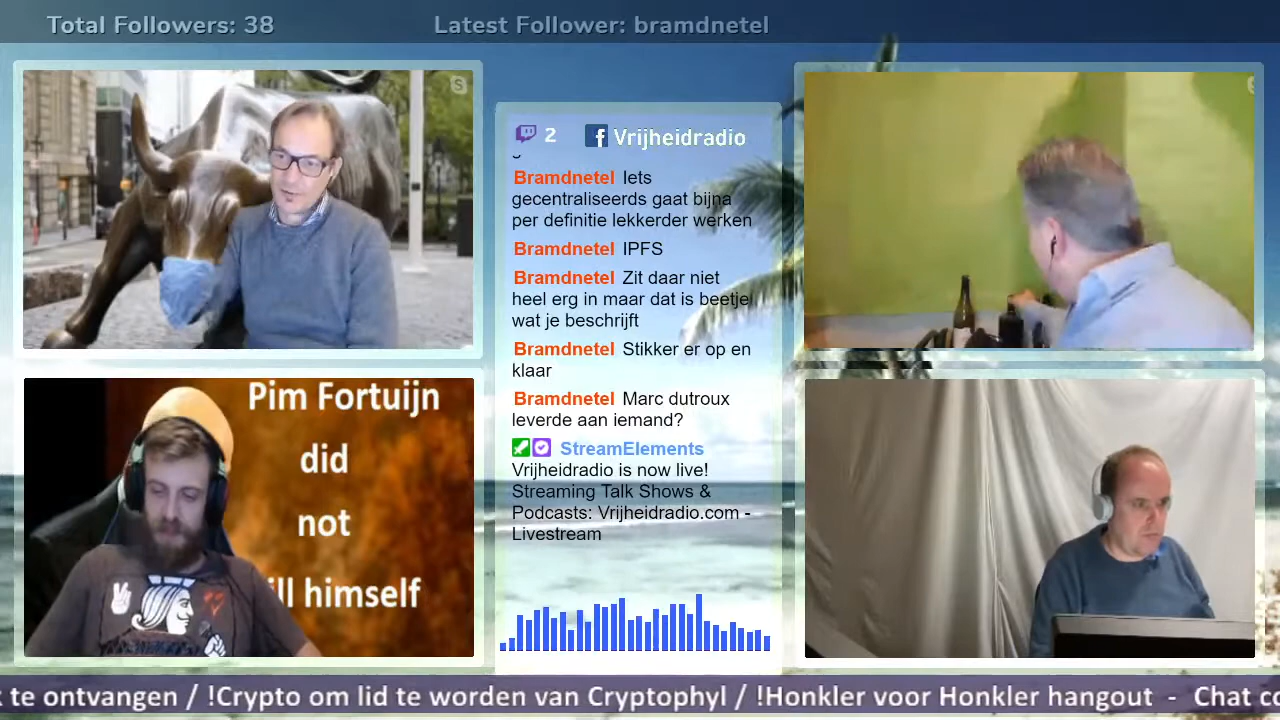 Total Followers: 38
Latest Follower: bramdnetel
2
Vrijheidradio
Bramdnetel Iets
gecentraliseerds gaat bijna
per definitie lekkerder werken
Bramdnetel IPFS
Bramdnetel Zit daar niet
heel erg in maar dat is beetje
wat je beschrijft
Bramdnetel Stikker er op en
klaar
Bramdnetel Marc dutroux
leverde aan iemand?
StreamElements
Vrijheidradio is now live!
Streaming Talk Shows &
Podcasts: Vrijheidradio.com -
Livestream
Pim Fortuijn
did
not
ill himself
k te ontvangen / !Crypto om lid te worden van Cryptophyl / !Honkler voor Honkler hangout - Chat co